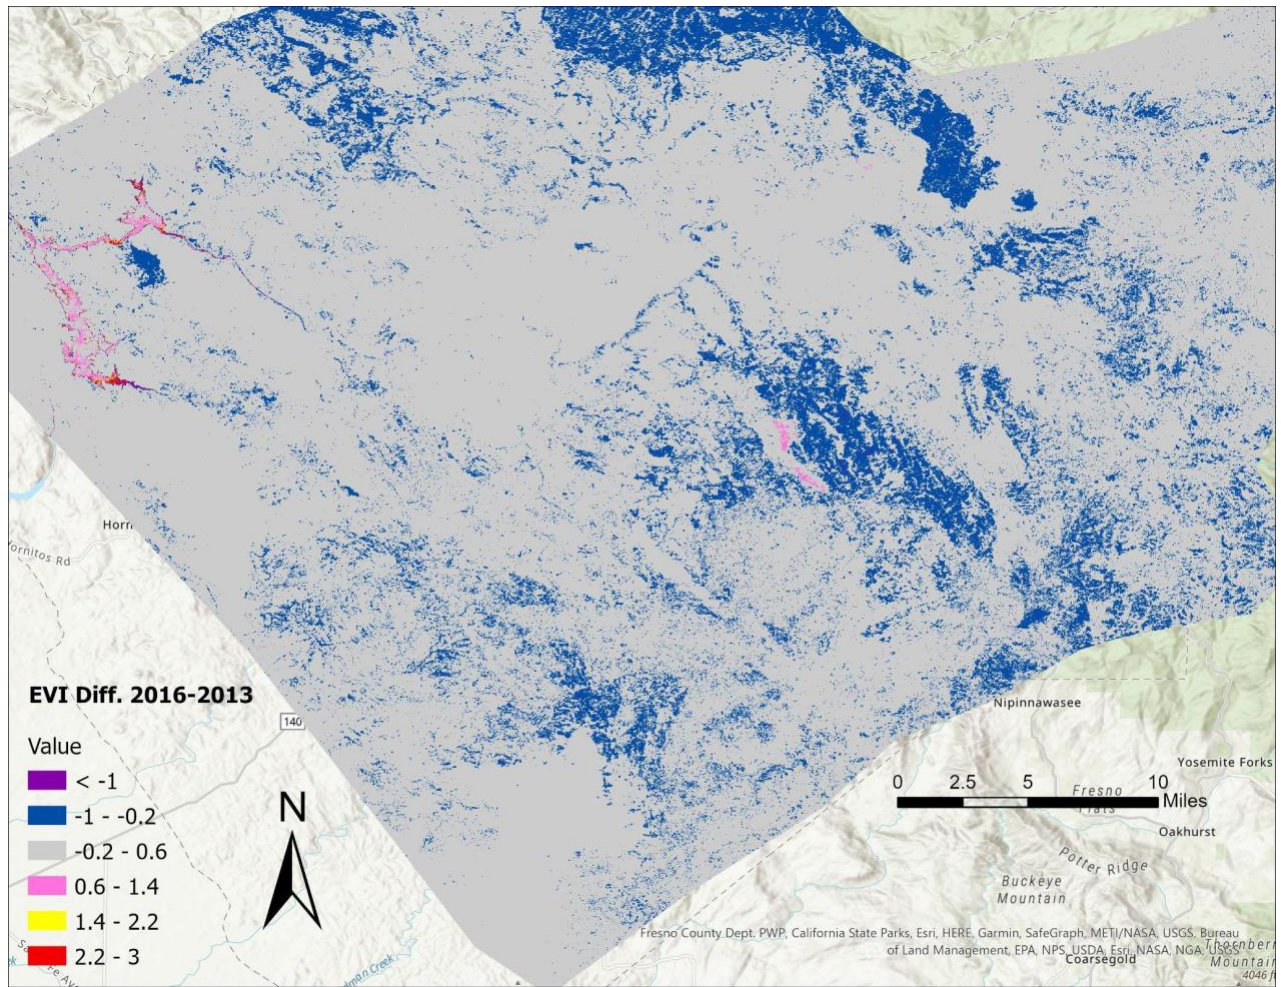 Horn
ornitos Rd
EVI Diff. 2016-2013
140
Nipinnawasee
Value
Yosemite Forks
< -1
0 2.5 5 10
Miles
-1 - -0.2
N
Fresno
Flats
Oakhurst
-0.2 - 0.6
Potter Ridge
0.6 - 1.4
Buckeye
Mountain
1.4 - 2.2
Fresno County Dept. PWP, California State Parks, Esri, HERE, Garmin, SafeGraph, METI/NASA, USGS, Bureau
of Land Management, EPA, NPS, USDA, Esri, NASA, NGA, USGS
2.2 - 3
Coarsegold
Thornberr
Mountain
4046 f